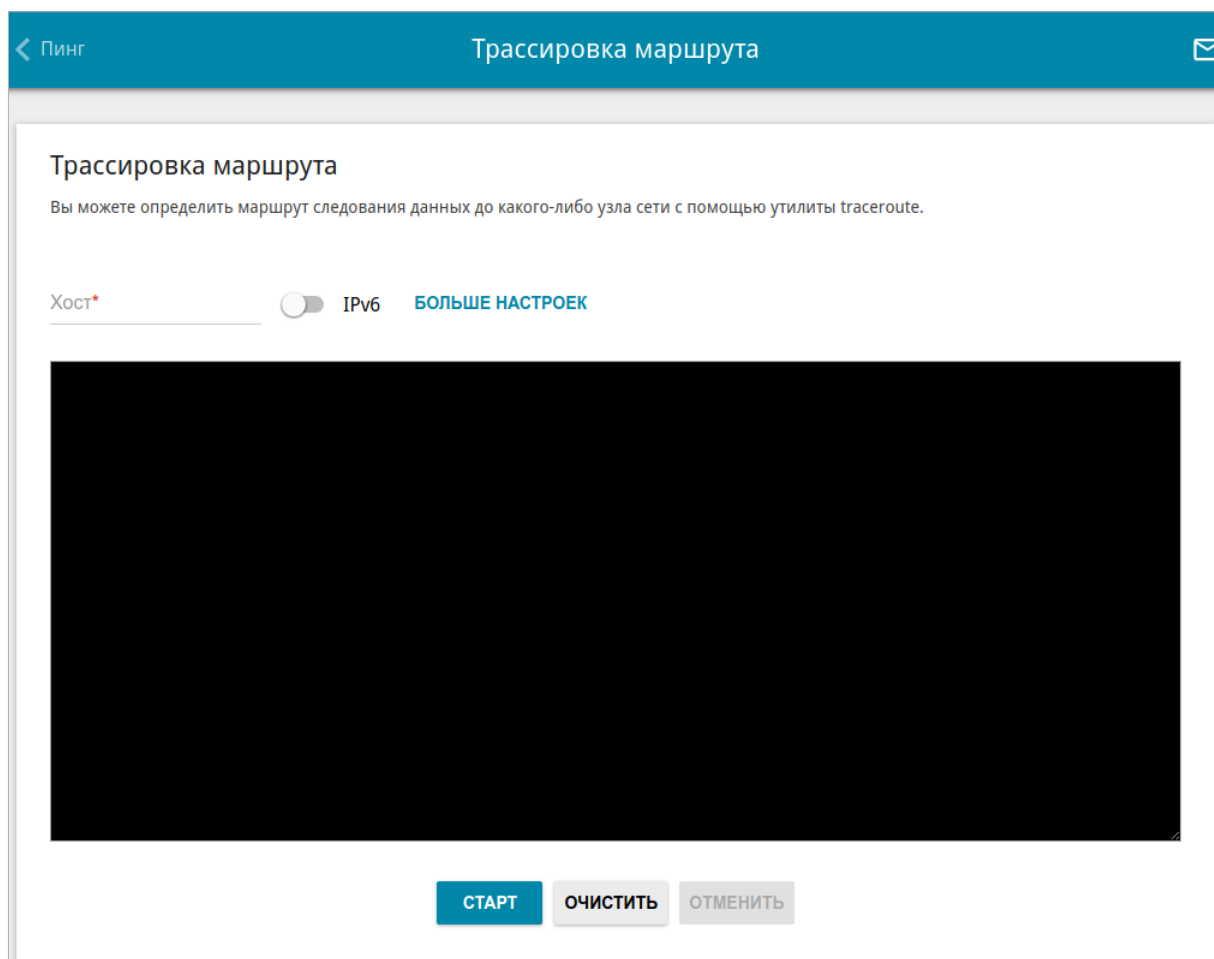 Пинг
Трассировка маршрута
Трассировка маршрута
Вы можете определить маршрут следования данных до какого-либо узла сети с помощью утилиты traceroute.
Хост* IPv6 БОЛЬШЕ НАСТРОЕК
СТАРТ ОЧИСТИТЬ ОТМЕНИТЬ